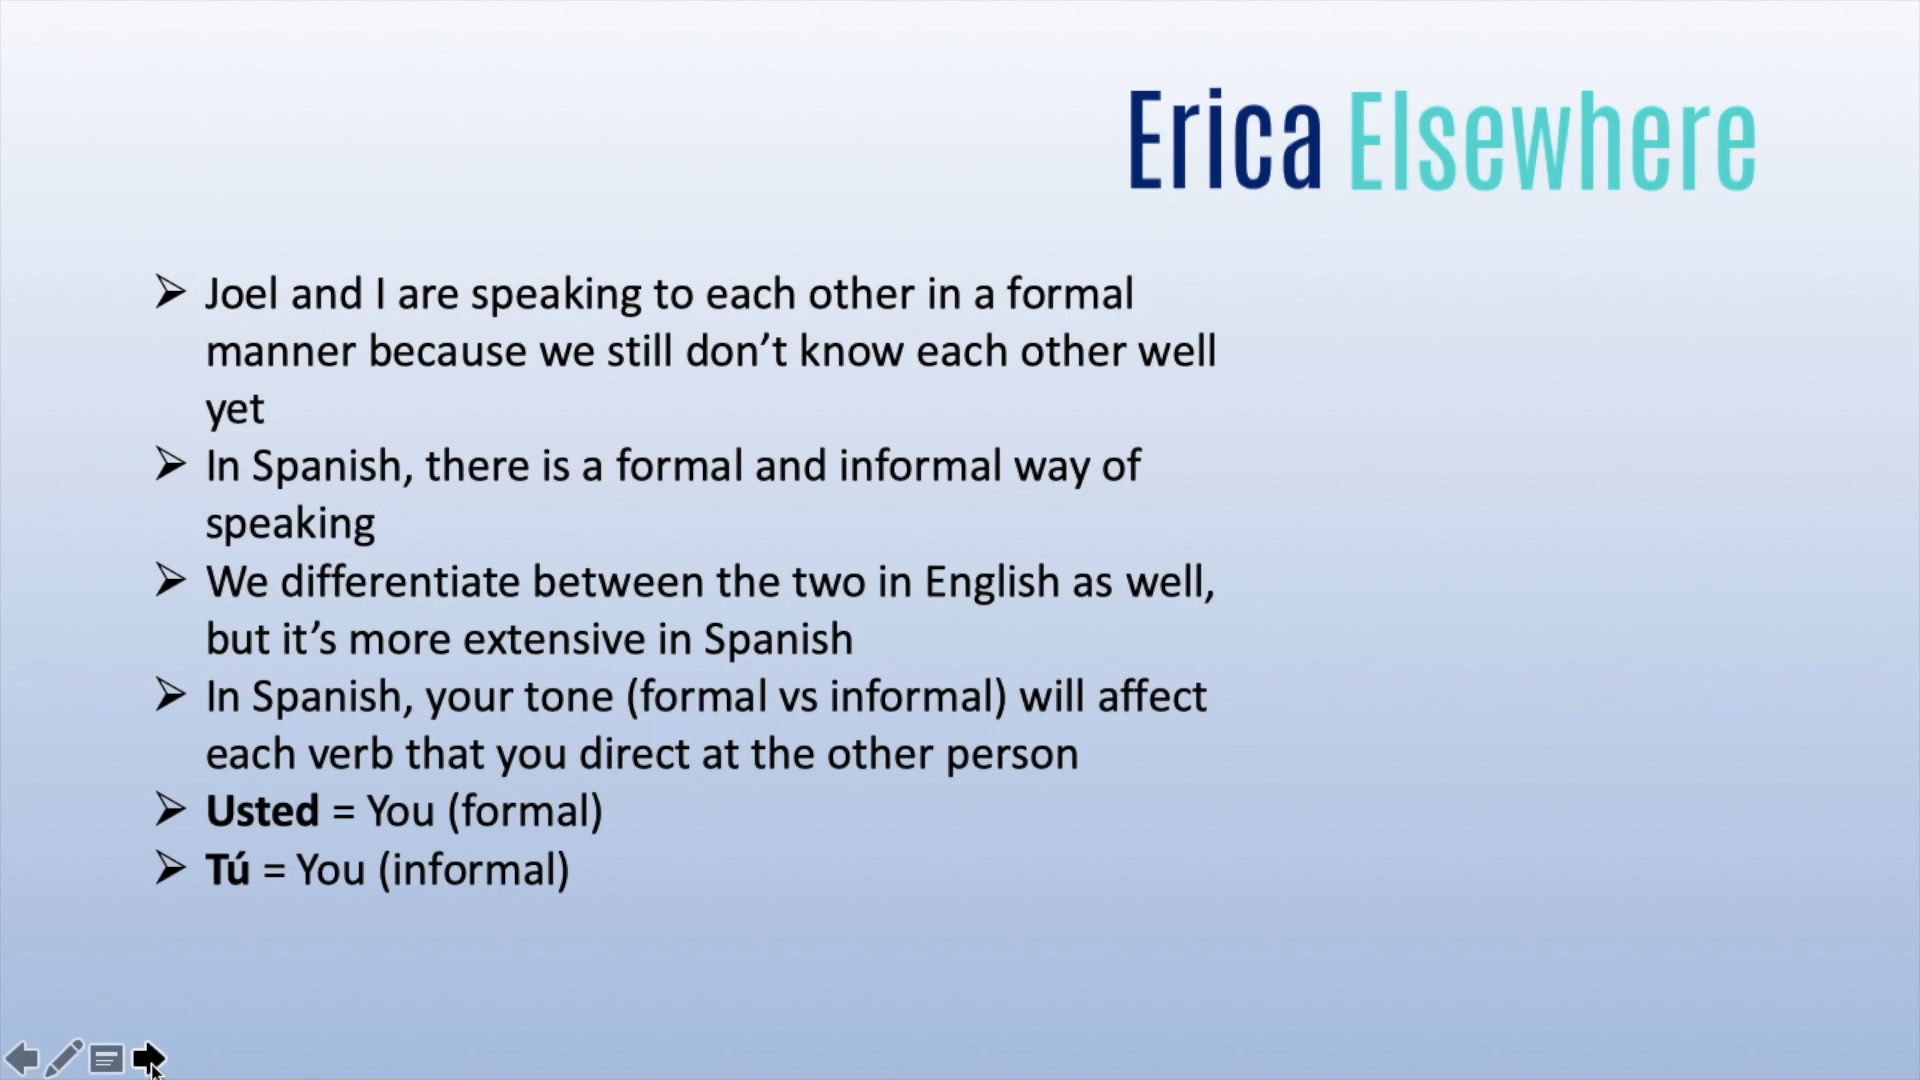 Erica Elsewhere
➢ Joel and I are speaking to each other in a formal
manner because we still don’t know each other well
yet
➢ In Spanish, there is a formal and informal way of
speaking
➢ We differentiate between the two in English as well,
but it’s more extensive in Spanish
➢ In Spanish, your tone (formal vs informal) will affect
each verb that you direct at the other person
➢ Usted = You (formal)
➢ Tú = You (informal)